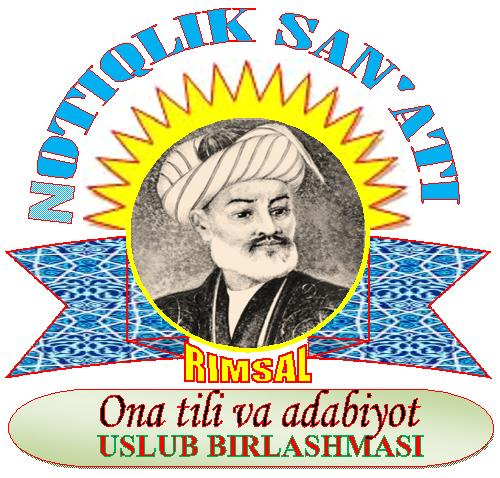 NOTIQLIK SAN'ATI
RIMSAL
Ona tili va adabiyot
USLUB BIRLASHMASI